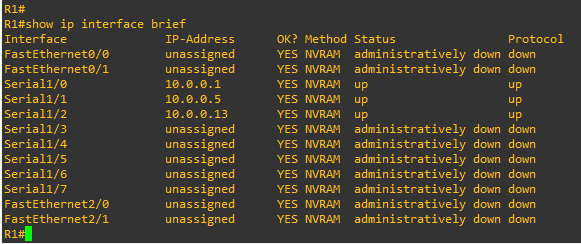 R1#
R1#show ip interface brief
Interface IP-Address OK? Method Status Protocol
FastEthernet0/0 unassigned YES NVRAM administratively down down
FastEthernet0/1 unassigned YES NVRAM administratively down down
Serial1/0 10.0.0.1 YES NVRAM up up
Serial1/1 10.0.0.5 YES NVRAM up up
Serial1/2 10.0.0.13 YES NVRAM up up
Serial1/3 unassigned YES NVRAM administratively down down
Serial1/4 unassigned YES NVRAM administratively down down
Serial1/5 unassigned YES NVRAM administratively down down
Serial1/6 unassigned YES NVRAM administratively down down
Serial1/7 unassigned YES NVRAM administratively down down
FastEthernet2/0 unassigned YES NVRAM administratively down down
FastEthernet2/1 unassigned YES NVRAM administratively down down
R1#